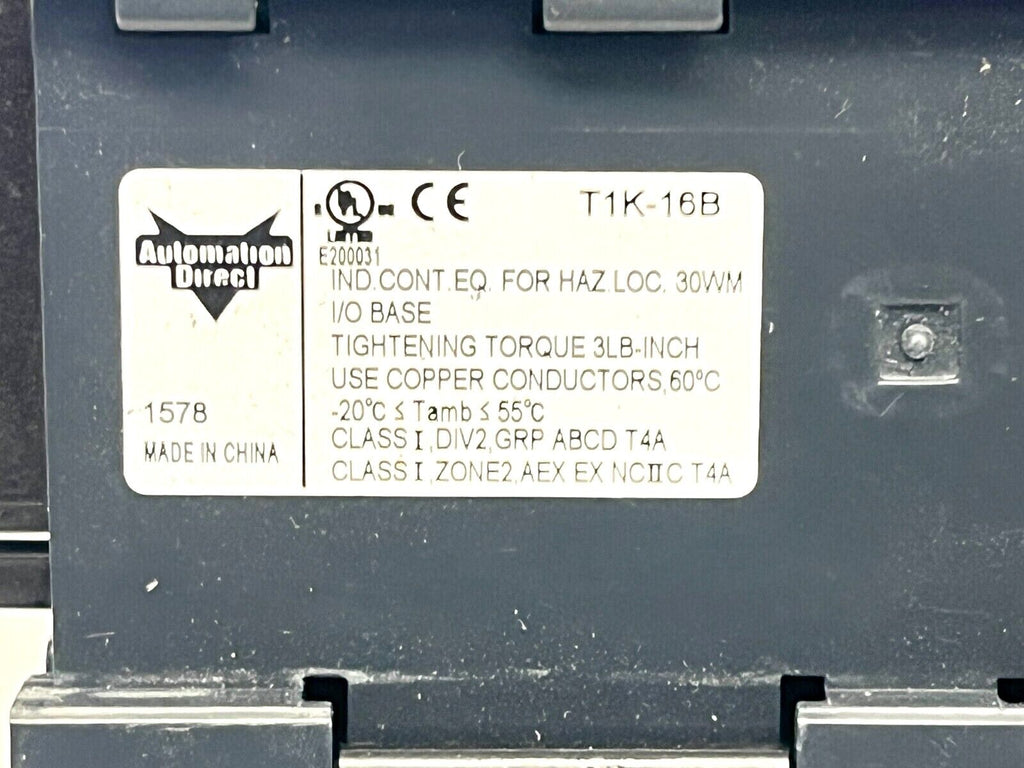 Automation
Direct
1578
MADE IN CHINA
UL CE T1K-16B
E200031
IND.CONT.EQ. FOR HAZ.LOC. 30WM
I/O BASE
TIGHTENING TORQUE 3LB-INCH
USE COPPER CONDUCTORS,60°C
-20°C ≤ Tamb ≤ 55°C
CLASS I,DIV2,GRP ABCD T4A
CLASS I,ZONE2,AEX EX NCⅡC T4A